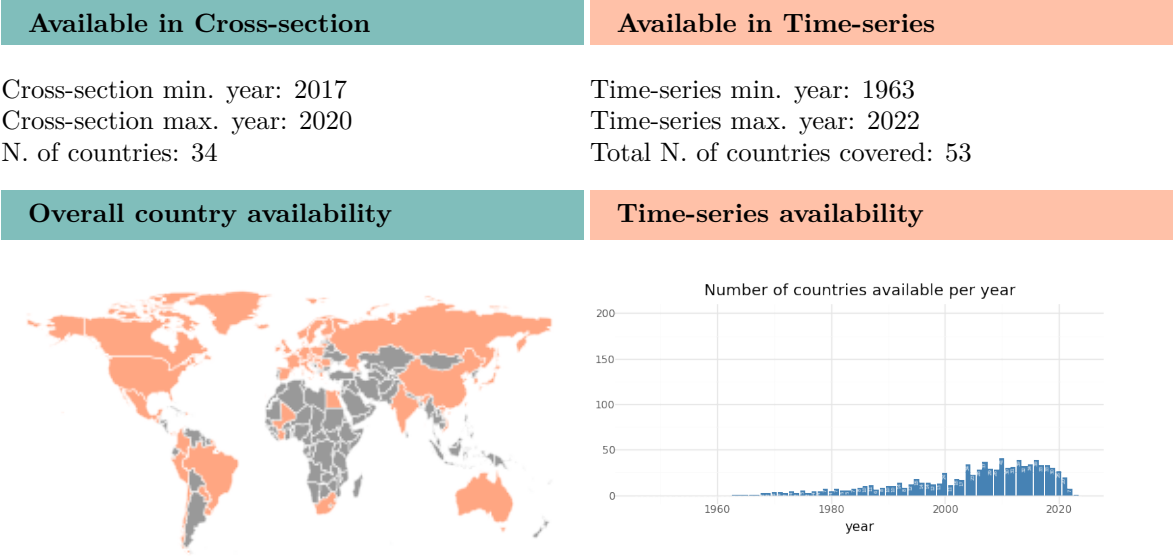 Available in Cross-section
Cross-section min. year: 2017
Cross-section max. year: 2020
N. of countries: 34
Available in Time-series
Time-series min. year: 1963
Time-series max. year: 2022
Total N. of countries covered: 53
Overall country availability
Time-series availability
Number of countries available per year
200
150
100
50
0
1960
1980
2000
2020
year